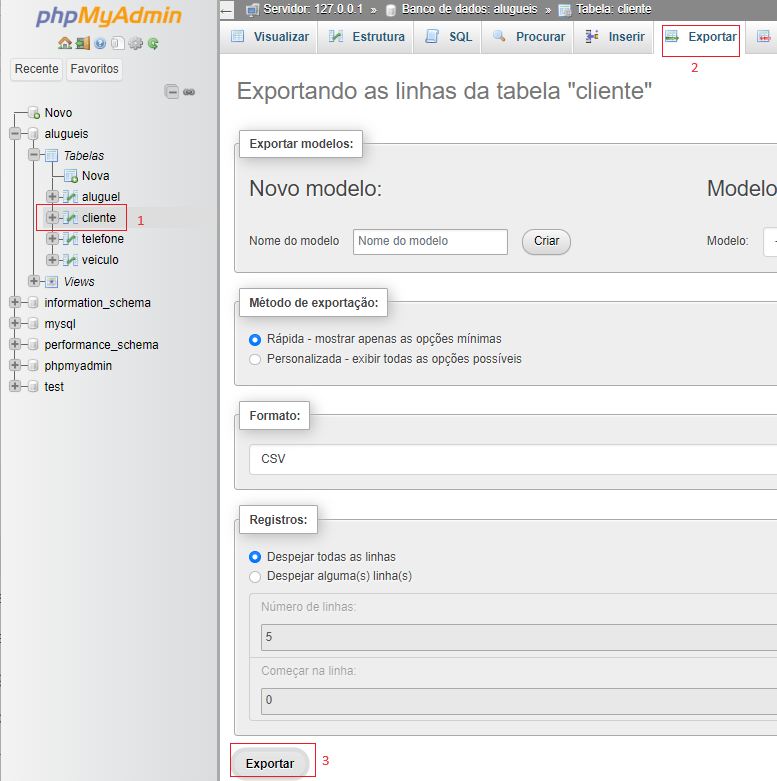 phpMyAdmin
Recente Favoritos
Novo
alugueis
Tabelas
Nova
aluguel
cliente 1
telefone
veiculo
Views
information_schema
mysql
performance_schema
phpmyadmin
test
Servidor: 127.0.0.1 » Banco de dados: alugueis » Tabela: cliente
Visualizar Estrutura SQL Procurar Inserir Exportar
2
Exportando as linhas da tabela "cliente"
Exportar modelos:
Novo modelo: Modelo
Nome do modelo Nome do modelo Criar Modelo: -
Método de exportação:
Rápida - mostrar apenas as opções mínimas
Personalizada - exibir todas as opções possíveis
Formato:
CSV
Registros:
Despejar todas as linhas
Despejar alguma(s) linha(s)
Número de linhas:
5
Começar na linha:
0
Exportar 3